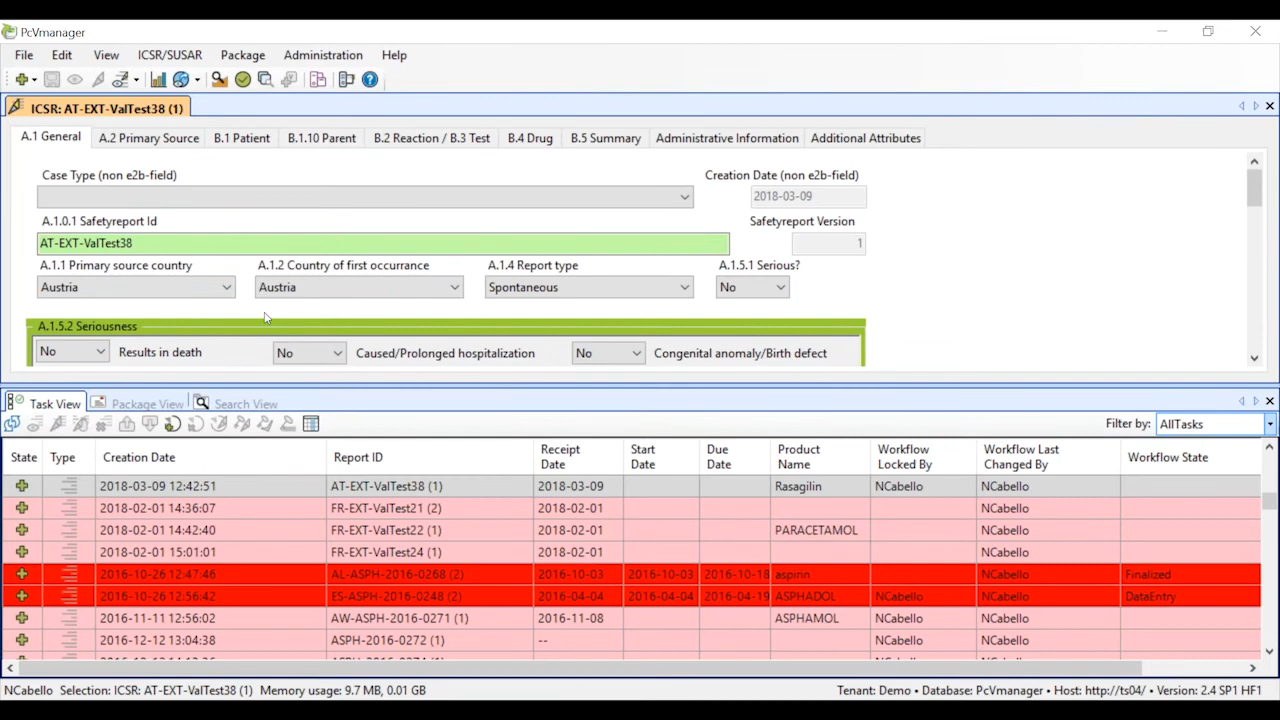 PcVmanager
File Edit View ICSR/SUSAR Package Administration Help
ICSR: AT-EXT-ValTest38 (1)
A.1 General A.2 Primary Source B.1 Patient B.1.10 Parent B.2 Reaction / B.3 Test B.4 Drug B.5 Summary Administrative Information Additional Attributes
Case Type (non e2b-field) Creation Date (non e2b-field)
2018-03-09
A.1.0.1 Safetyreport Id Safetyreport Version
AT-EXT-ValTest38 1
A.1.1 Primary source country A.1.2 Country of first occurrance A.1.4 Report type A.1.5.1 Serious?
Austria Austria Spontaneous No
A.1.5.2 Seriousness
No Results in death No Caused/Prolonged hospitalization No Congenital anomaly/Birth defect
Task View Package View Search View
Filter by: AllTasks
State Type Creation Date Report ID Receipt Date Start Date Due Date Product Name Workflow Locked By Workflow Last Changed By Workflow State
2018-03-09 12:42:51 AT-EXT-ValTest38 (1) 2018-03-09 Rasagilin NCabello NCabello
2018-02-01 14:36:07 FR-EXT-ValTest21 (2) 2018-02-01 NCabello
2018-02-01 14:42:40 FR-EXT-ValTest22 (1) 2018-02-01 PARACETAMOL NCabello
2018-02-01 15:01:01 FR-EXT-ValTest24 (1) 2018-02-01 NCabello
2016-10-26 12:47:46 AL-ASPH-2016-0268 (2) 2016-10-03 2016-10-03 2016-10-18 aspirin NCabello Finalized
2016-10-26 12:56:42 ES-ASPH-2016-0248 (2) 2016-04-04 2016-04-04 2016-04-19 ASPHADOL NCabello NCabello DataEntry
2016-11-11 12:56:02 AW-ASPH-2016-0271 (1) 2016-11-08 ASPHAMOL NCabello NCabello
2016-12-12 13:04:38 ASPH-2016-0272 (1) -- NCabello NCabello
NCabello Selection: ICSR: AT-EXT-ValTest38 (1) Memory usage: 9.7 MB, 0.01 GB Tenant: Demo • Database: PcVmanager • Host: http://ts04/ • Version: 2.4 SP1 HF1